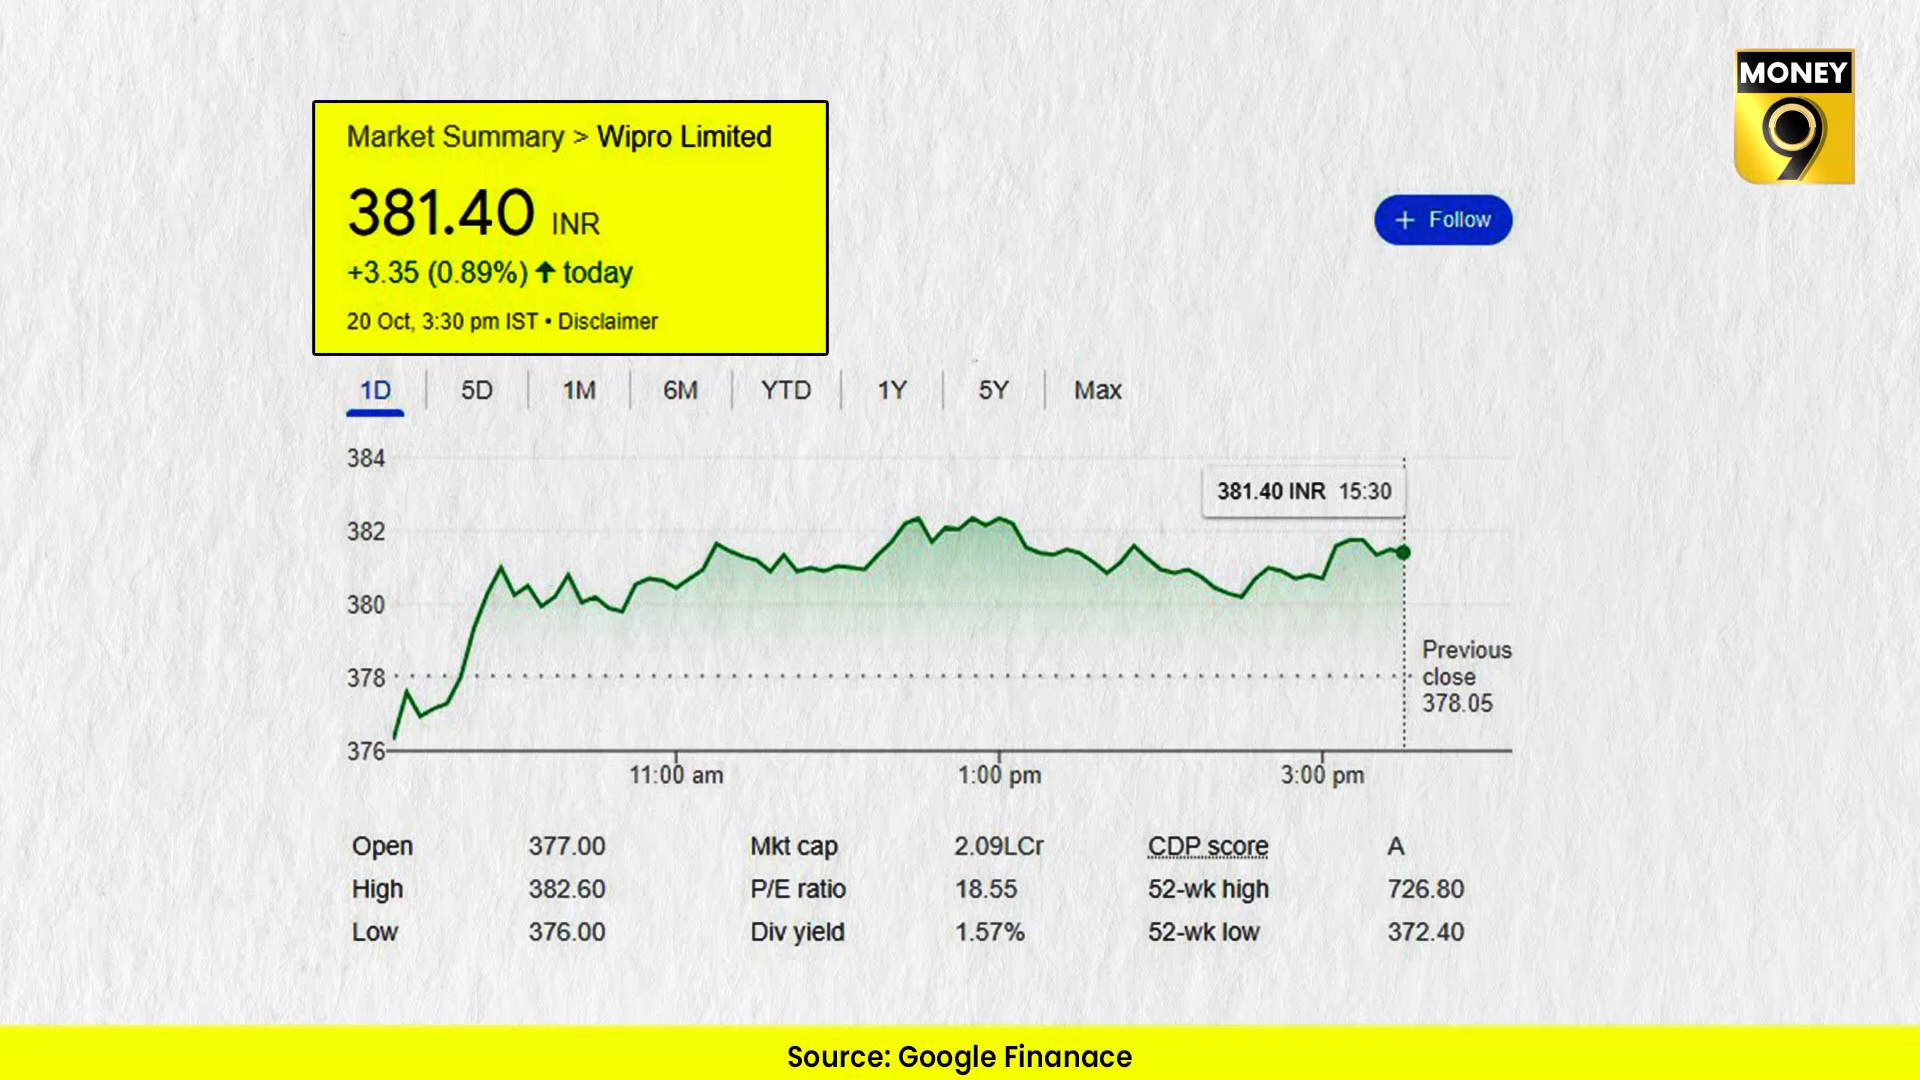 MONEY
9
Market Summary > Wipro Limited
381.40 INR
+3.35 (0.89%) ↑ today
20 Oct, 3:30 pm IST • Disclaimer
+ Follow
1D 5D 1M 6M YTD 1Y 5Y Max
384
381.40 INR 15:30
382
380
378
Previous
close
378.05
376
11:00 am 1:00 pm 3:00 pm
Open 377.00 Mkt cap 2.09LCr CDP score A
High 382.60 P/E ratio 18.55 52-wk high 726.80
Low 376.00 Div yield 1.57% 52-wk low 372.40
Source: Google Finanace